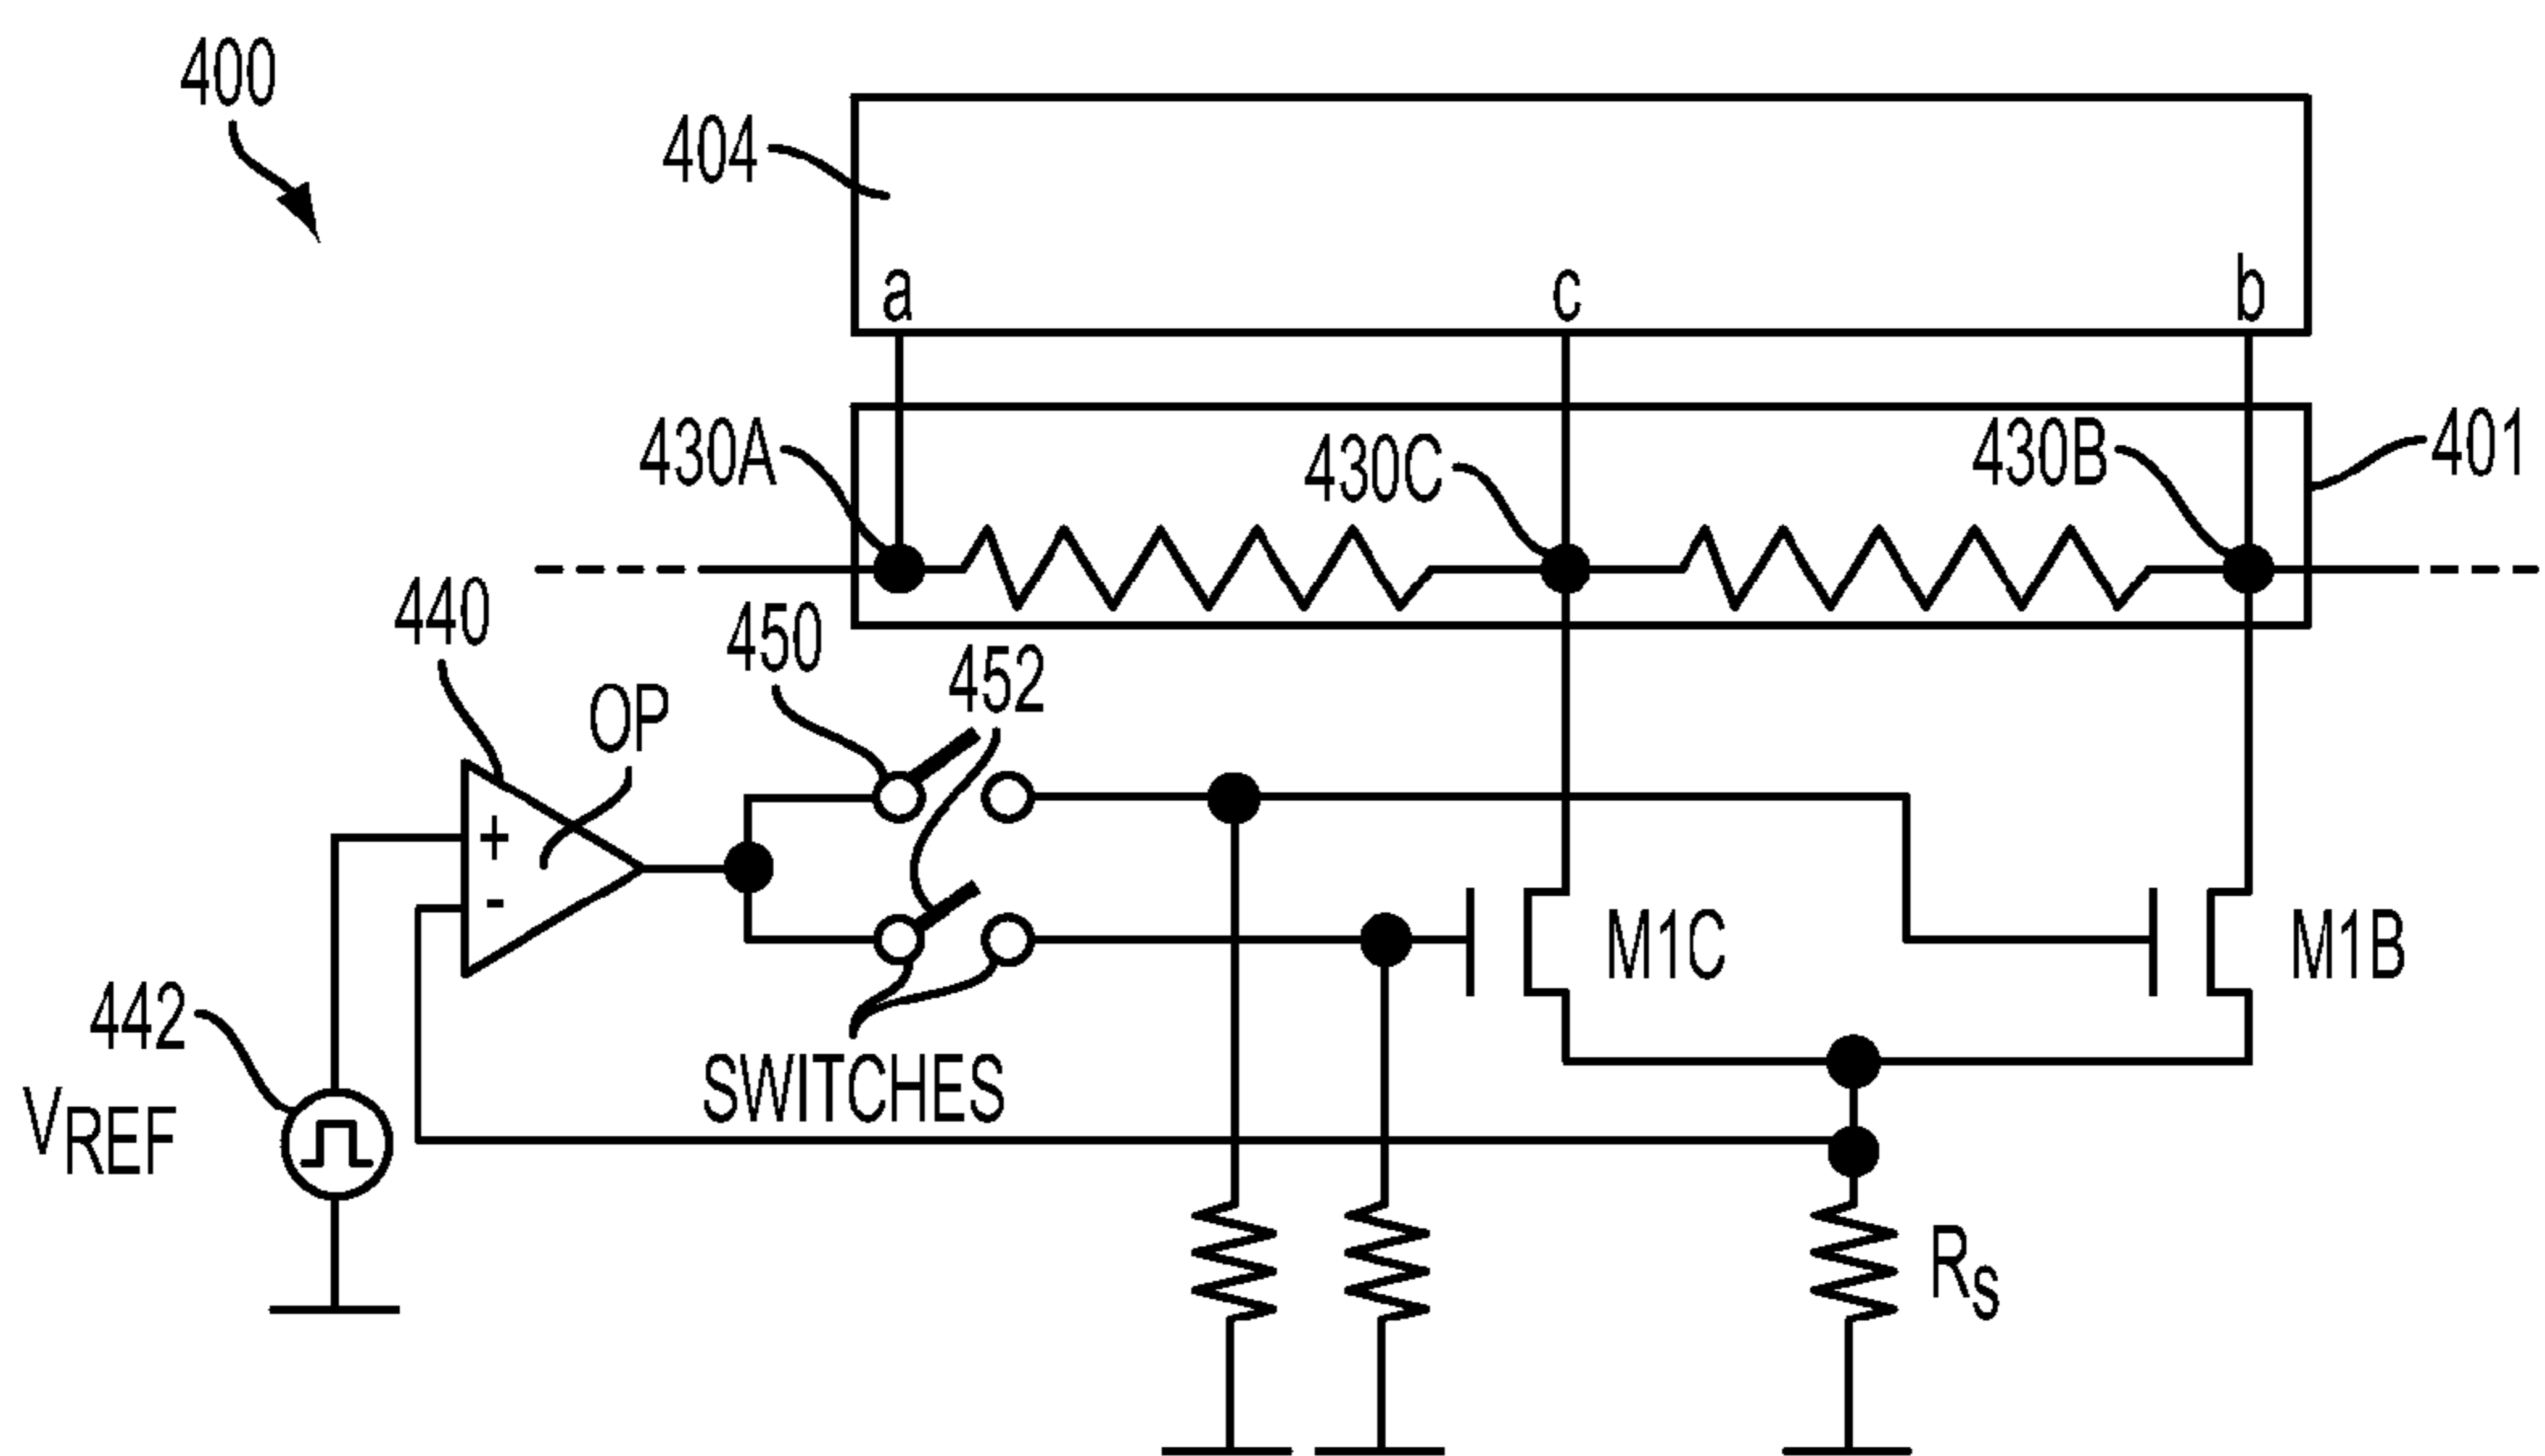 400
404
a
c
b
430A
430C
430B
401
440
OP
450
452
+
-
442
VREF
SWITCHES
M1C
M1B
RS